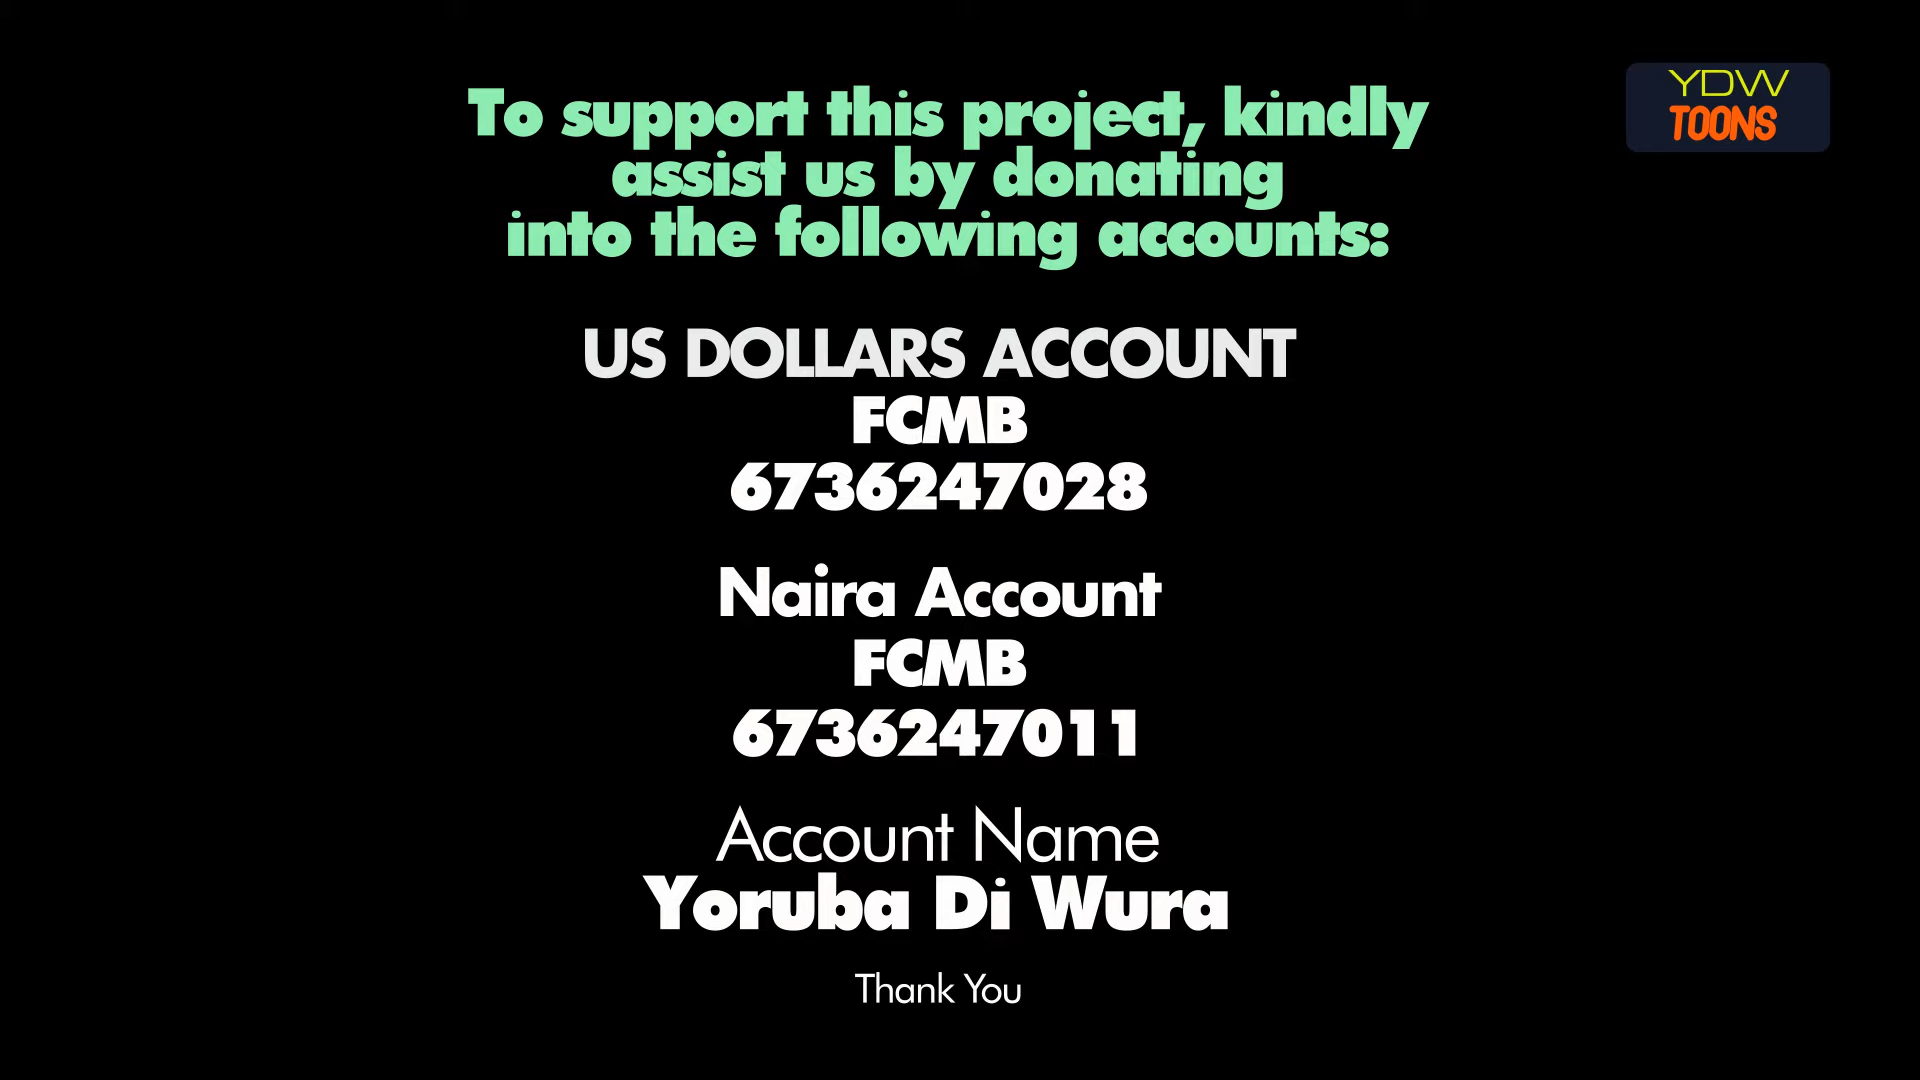 To support this project, kindly
assist us by donating
into the following accounts:
YDW
TOONS
US DOLLARS ACCOUNT
FCMB
6736247028
Naira Account
FCMB
6736247011
Account Name
Yoruba Di Wura
Thank You